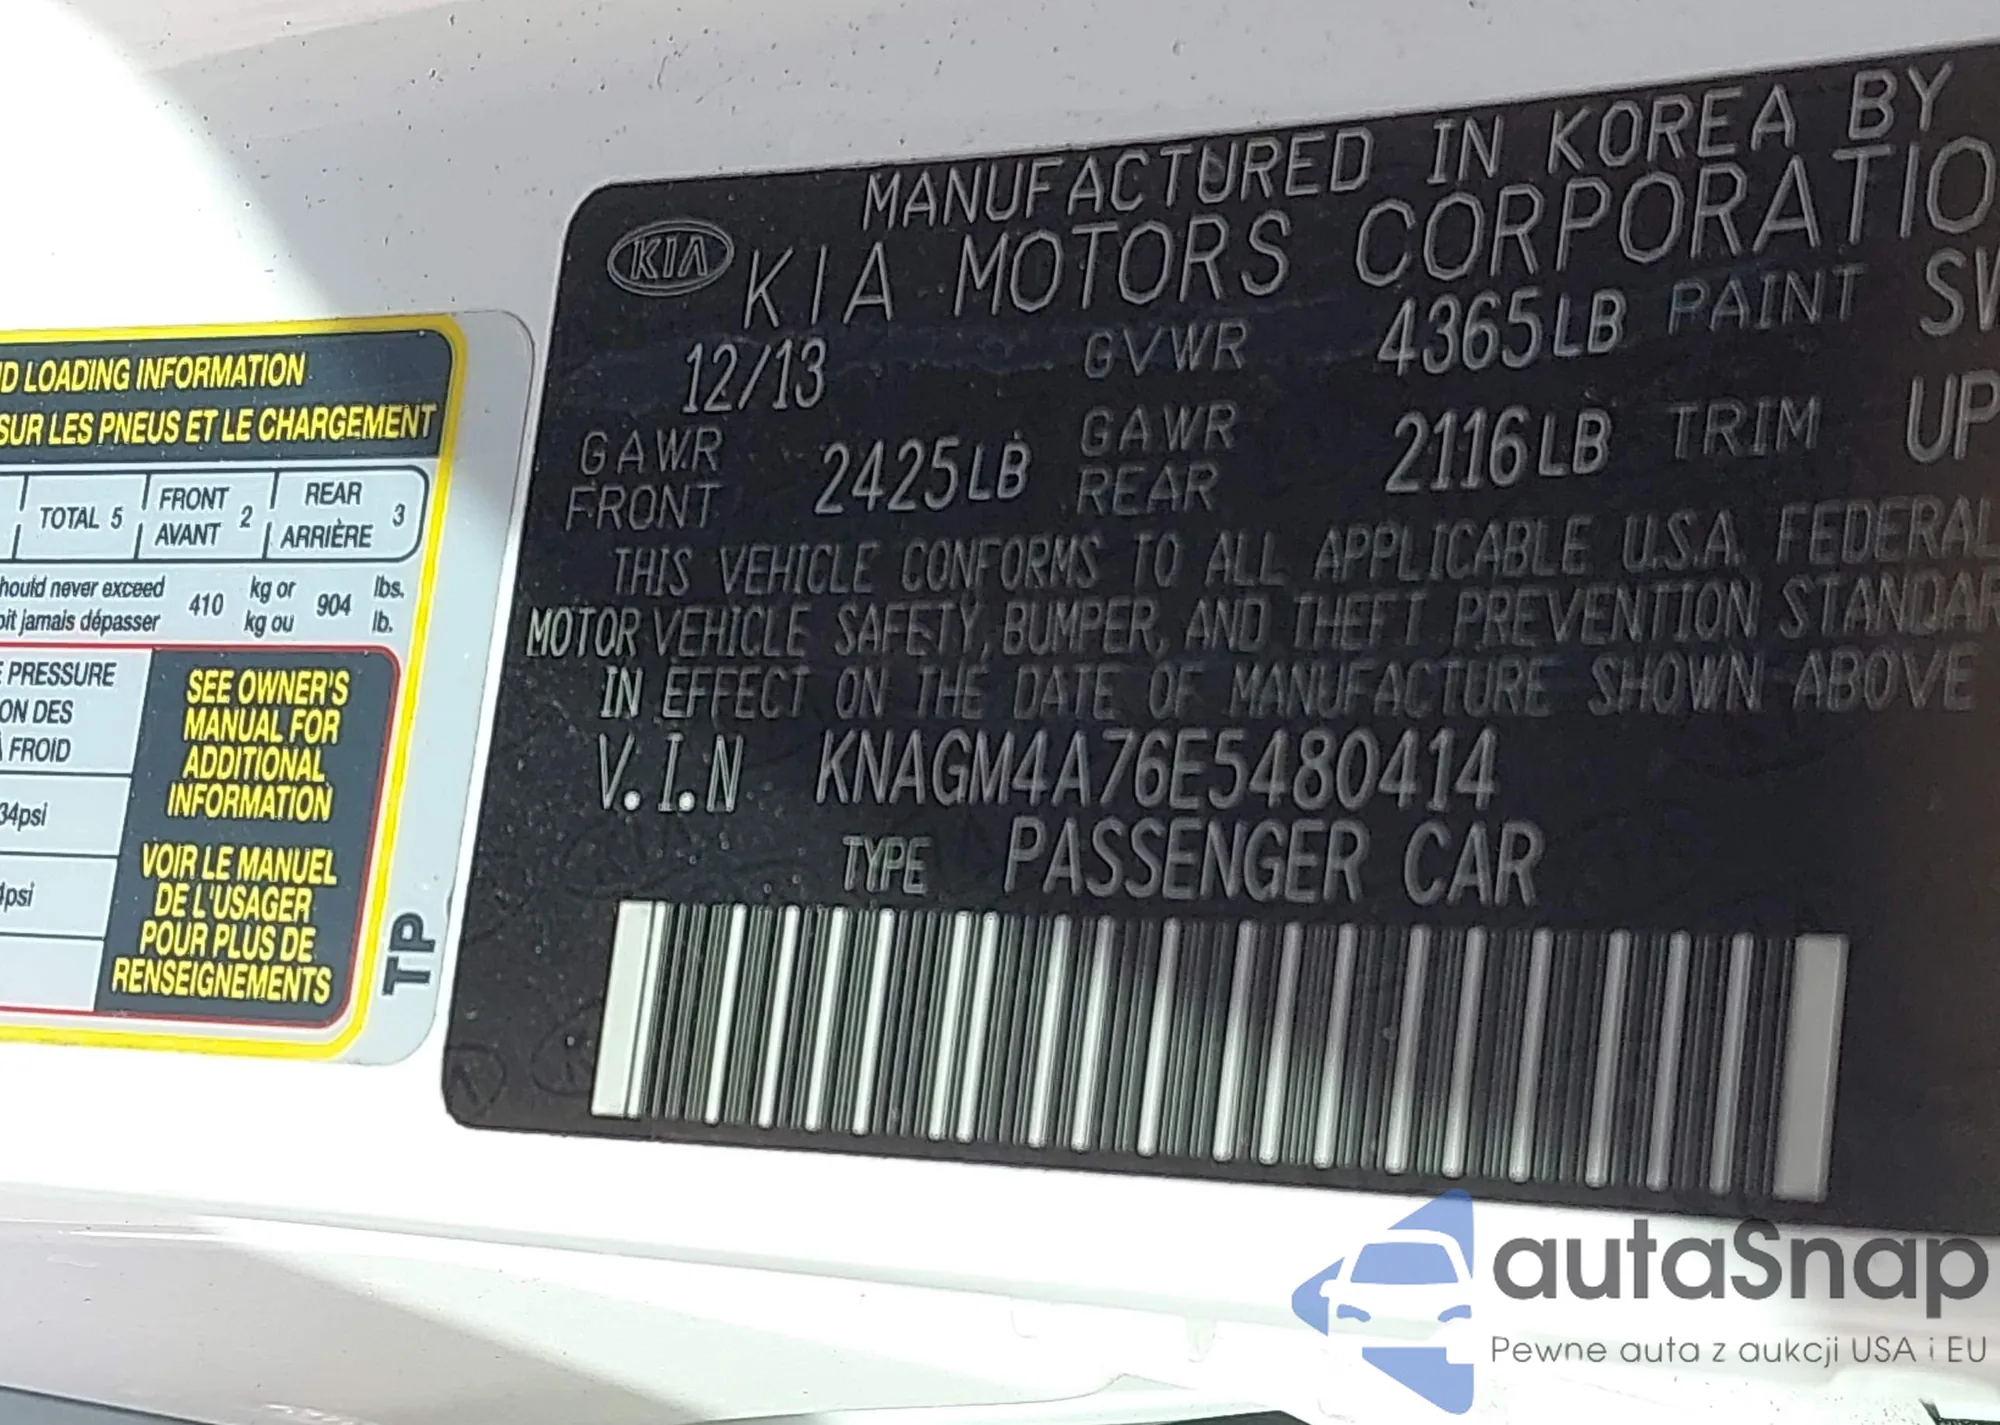 MANUFACTURED IN KOREA BY
KIA KIA MOTORS CORPORATIO
12/13 GVWR 4365LB PAINT SW
GAWR FRONT 2425LB GAWR REAR 2116LB TRIM UP
THIS VEHICLE CONFORMS TO ALL APPLICABLE U.S.A. FEDERAL
MOTOR VEHICLE SAFETY, BUMPER, AND THEFT PREVENTION STANDAR
IN EFFECT ON THE DATE OF MANUFACTURE SHOWN ABOVE
V.I.N KNAGM4A76E5480414
TYPE PASSENGER CAR
D LOADING INFORMATION
SUR LES PNEUS ET LE CHARGEMENT
TOTAL 5 FRONT AVANT 2 REAR ARRIÈRE 3
hould never exceed 410 kg or 904 lbs.
oit jamais dépasser kg ou lb.
E PRESSURE
ON DES
À FROID
34psi
4psi
SEE OWNER'S
MANUAL FOR
ADDITIONAL
INFORMATION
VOIR LE MANUEL
DE L'USAGER
POUR PLUS DE
RENSEIGNEMENTS
TP
autaSnap
Pewne auta z aukcji USA i EU